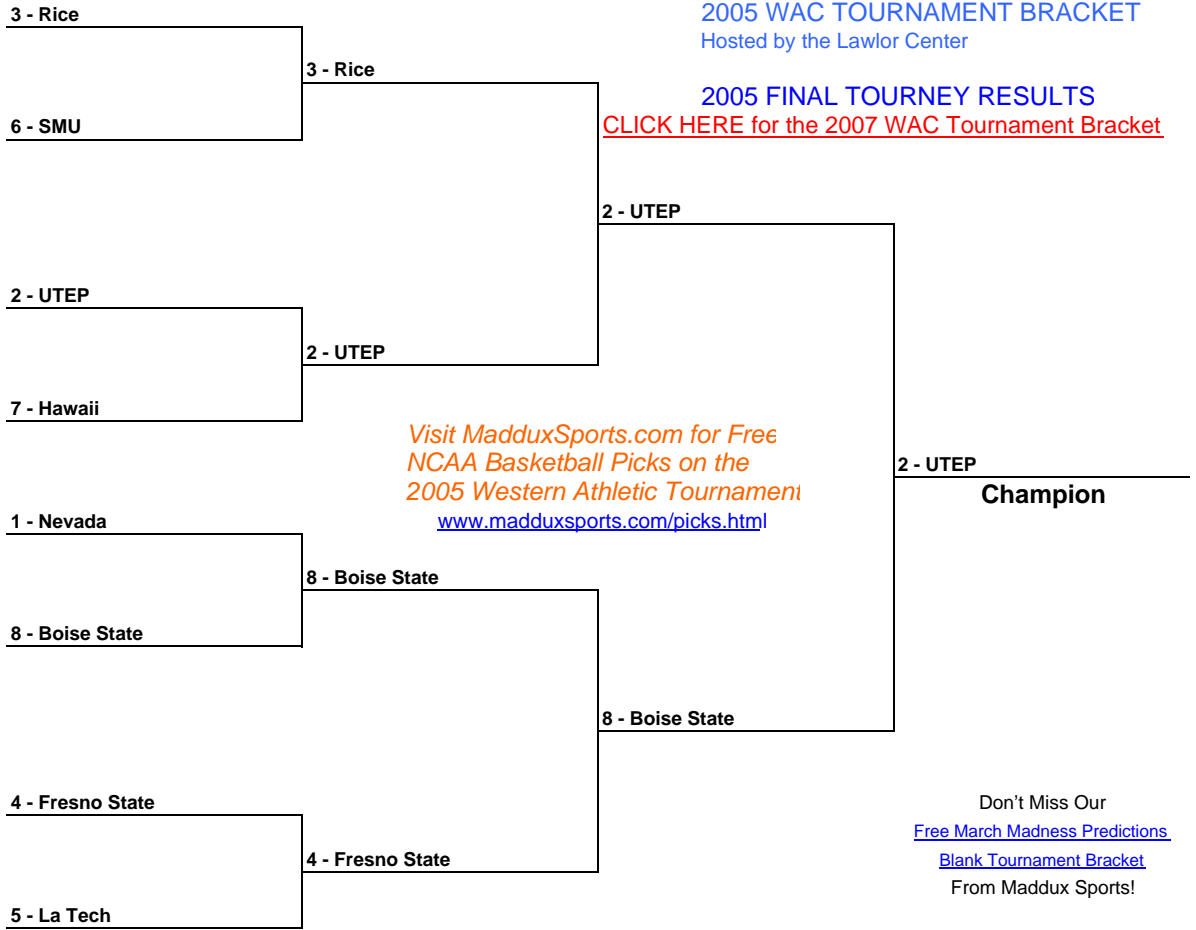 3 - Rice
2005 WAC TOURNAMENT BRACKET
Hosted by the Lawlor Center
3 - Rice
2005 FINAL TOURNEY RESULTS
6 - SMU
CLICK HERE for the 2007 WAC Tournament Bracket
2 - UTEP
2 - UTEP
2 - UTEP
7 - Hawaii
Visit MadduxSports.com for Free
NCAA Basketball Picks on the
2005 Western Athletic Tournament
www.madduxsports.com/picks.html
2 - UTEP
Champion
1 - Nevada
8 - Boise State
8 - Boise State
8 - Boise State
4 - Fresno State
4 - Fresno State
5 - La Tech
Don't Miss Our
Free March Madness Predictions
Blank Tournament Bracket
From Maddux Sports!